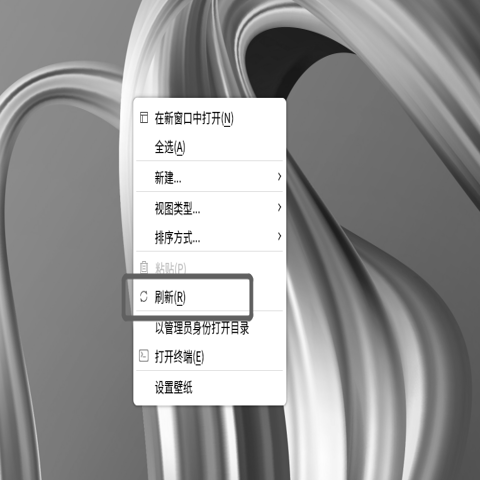 在新窗口中打开(N)
全选(A)
新建...
视图类型...
排序方式...
粘贴(P)
刷新(R)
以管理员身份打开目录
打开终端(E)
设置壁纸